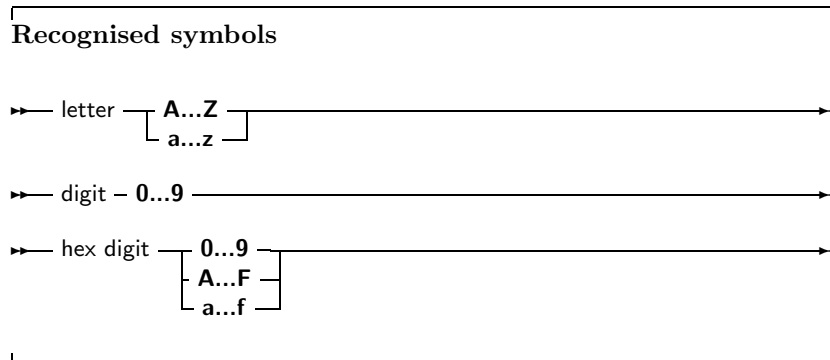 Recognised symbols
letter A...Z
a...z
digit 0...9
hex digit 0...9
A...F
a...f